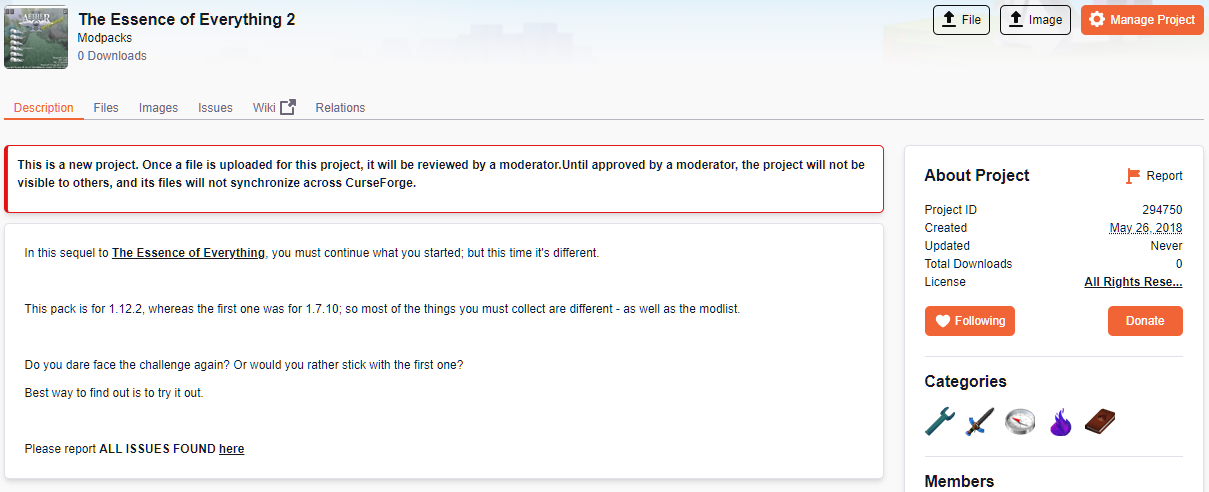 The Essence of Everything 2
Modpacks
0 Downloads
File
Image
Manage Project
Description
Files
Images
Issues
Wiki
Relations
This is a new project. Once a file is uploaded for this project, it will be reviewed by a moderator.Until approved by a moderator, the project will not be
visible to others, and its files will not synchronize across CurseForge.
In this sequel to The Essence of Everything, you must continue what you started; but this time it's different.
This pack is for 1.12.2, whereas the first one was for 1.7.10; so most of the things you must collect are different - as well as the modlist.
Do you dare face the challenge again? Or would you rather stick with the first one?
Best way to find out is to try it out.
Please report ALL ISSUES FOUND here
About Project
Report
Project ID 294750
Created May 26, 2018
Updated Never
Total Downloads 0
License All Rights Rese...
Following
Donate
Categories
Members